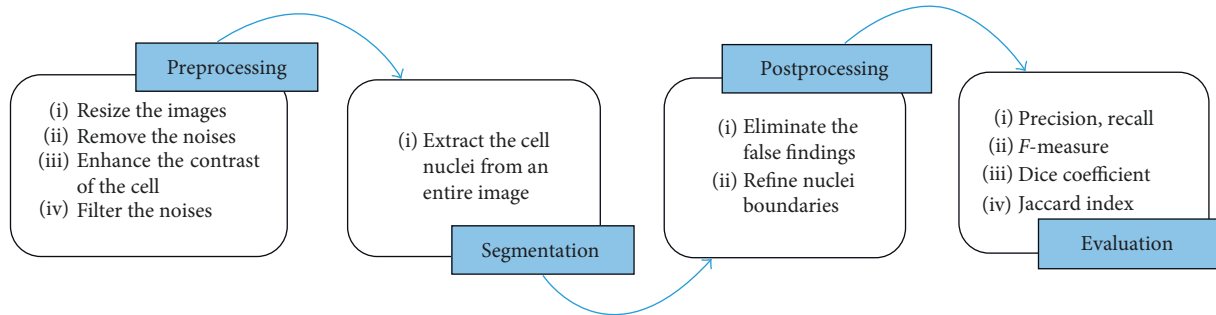 Preprocessing
(i) Resize the images
(ii) Remove the noises
(iii) Enhance the contrast
of the cell
(iv) Filter the noises
(i) Extract the cell
nuclei from an
entire image
Segmentation
Postprocessing
(i) Eliminate the
false findings
(ii) Refine nuclei
boundaries
(i) Precision, recall
(ii) F-measure
(iii) Dice coefficient
(iv) Jaccard index
Evaluation